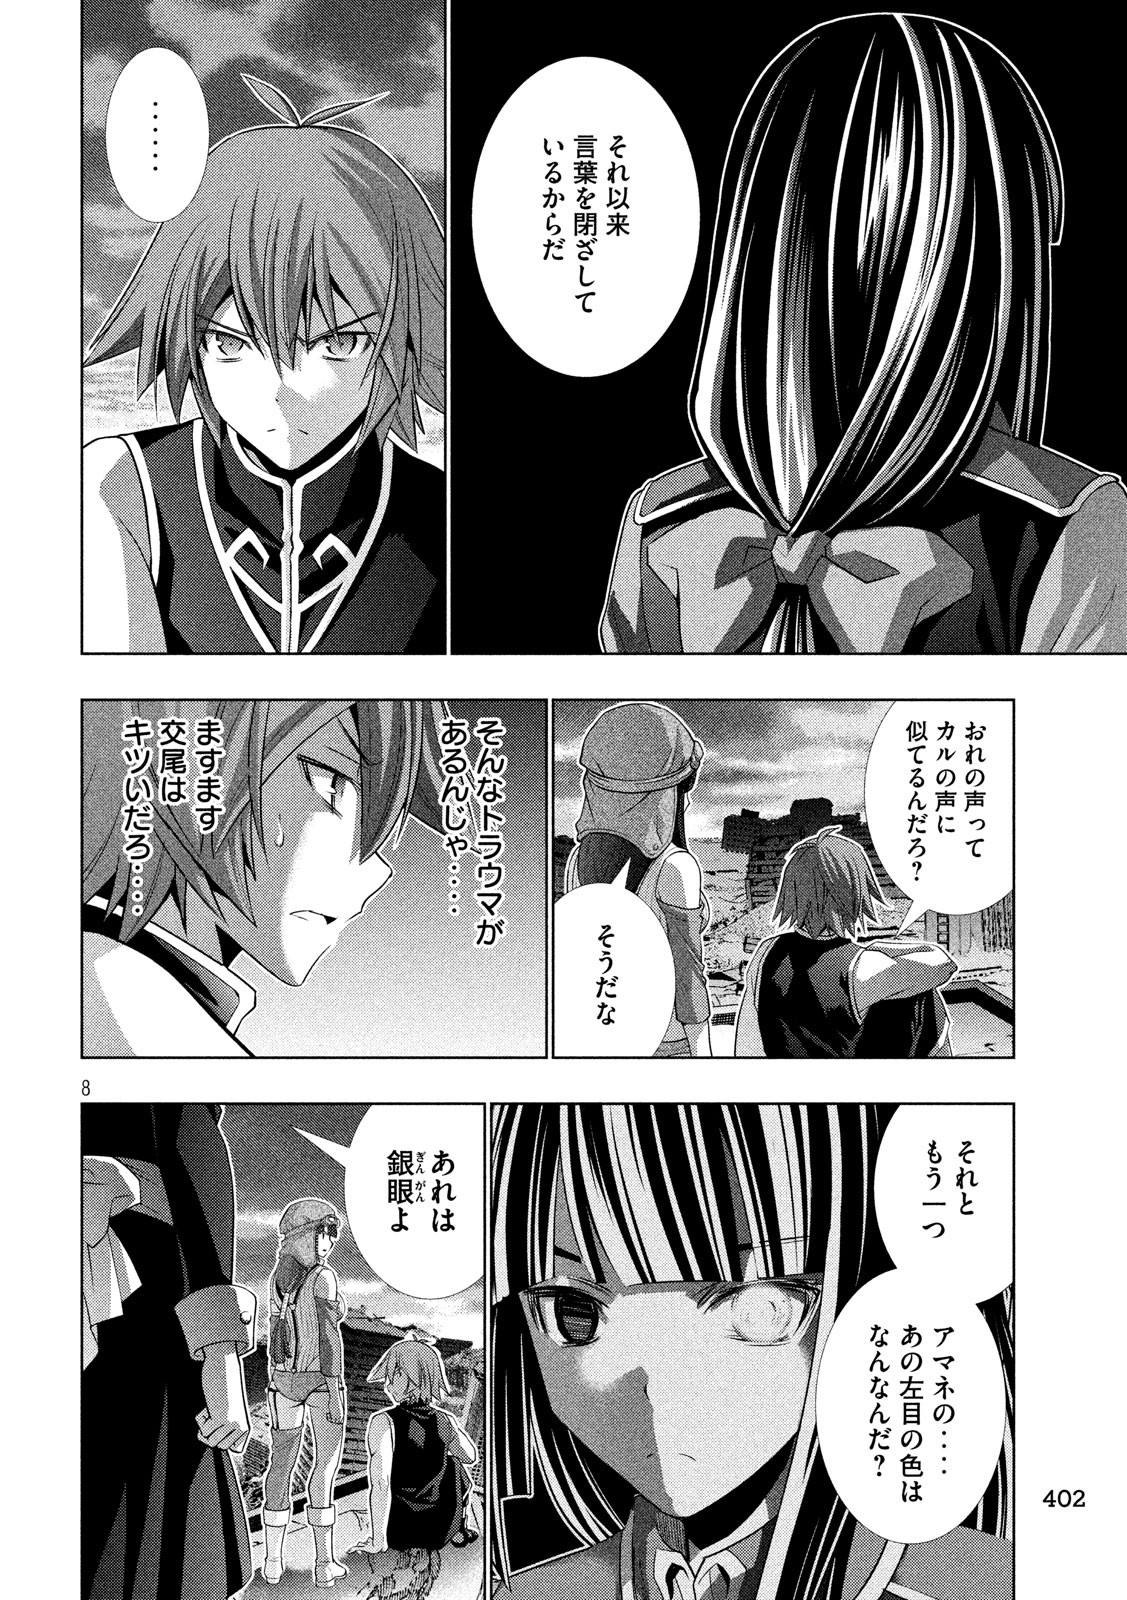 それ以来
言葉を閉ざして
いるからだ
‥‥‥
おれの声って
カルの声に
似てるんだろ?
そうだな
そんなトラウマが
あるんじゃ‥‥
ますます
交尾は
キツいだろ‥‥
8
それと
もう一つ
アマネの‥‥
あの左目の色は
なんなんだ?
あれは
銀眼よ
ぎんがん
402